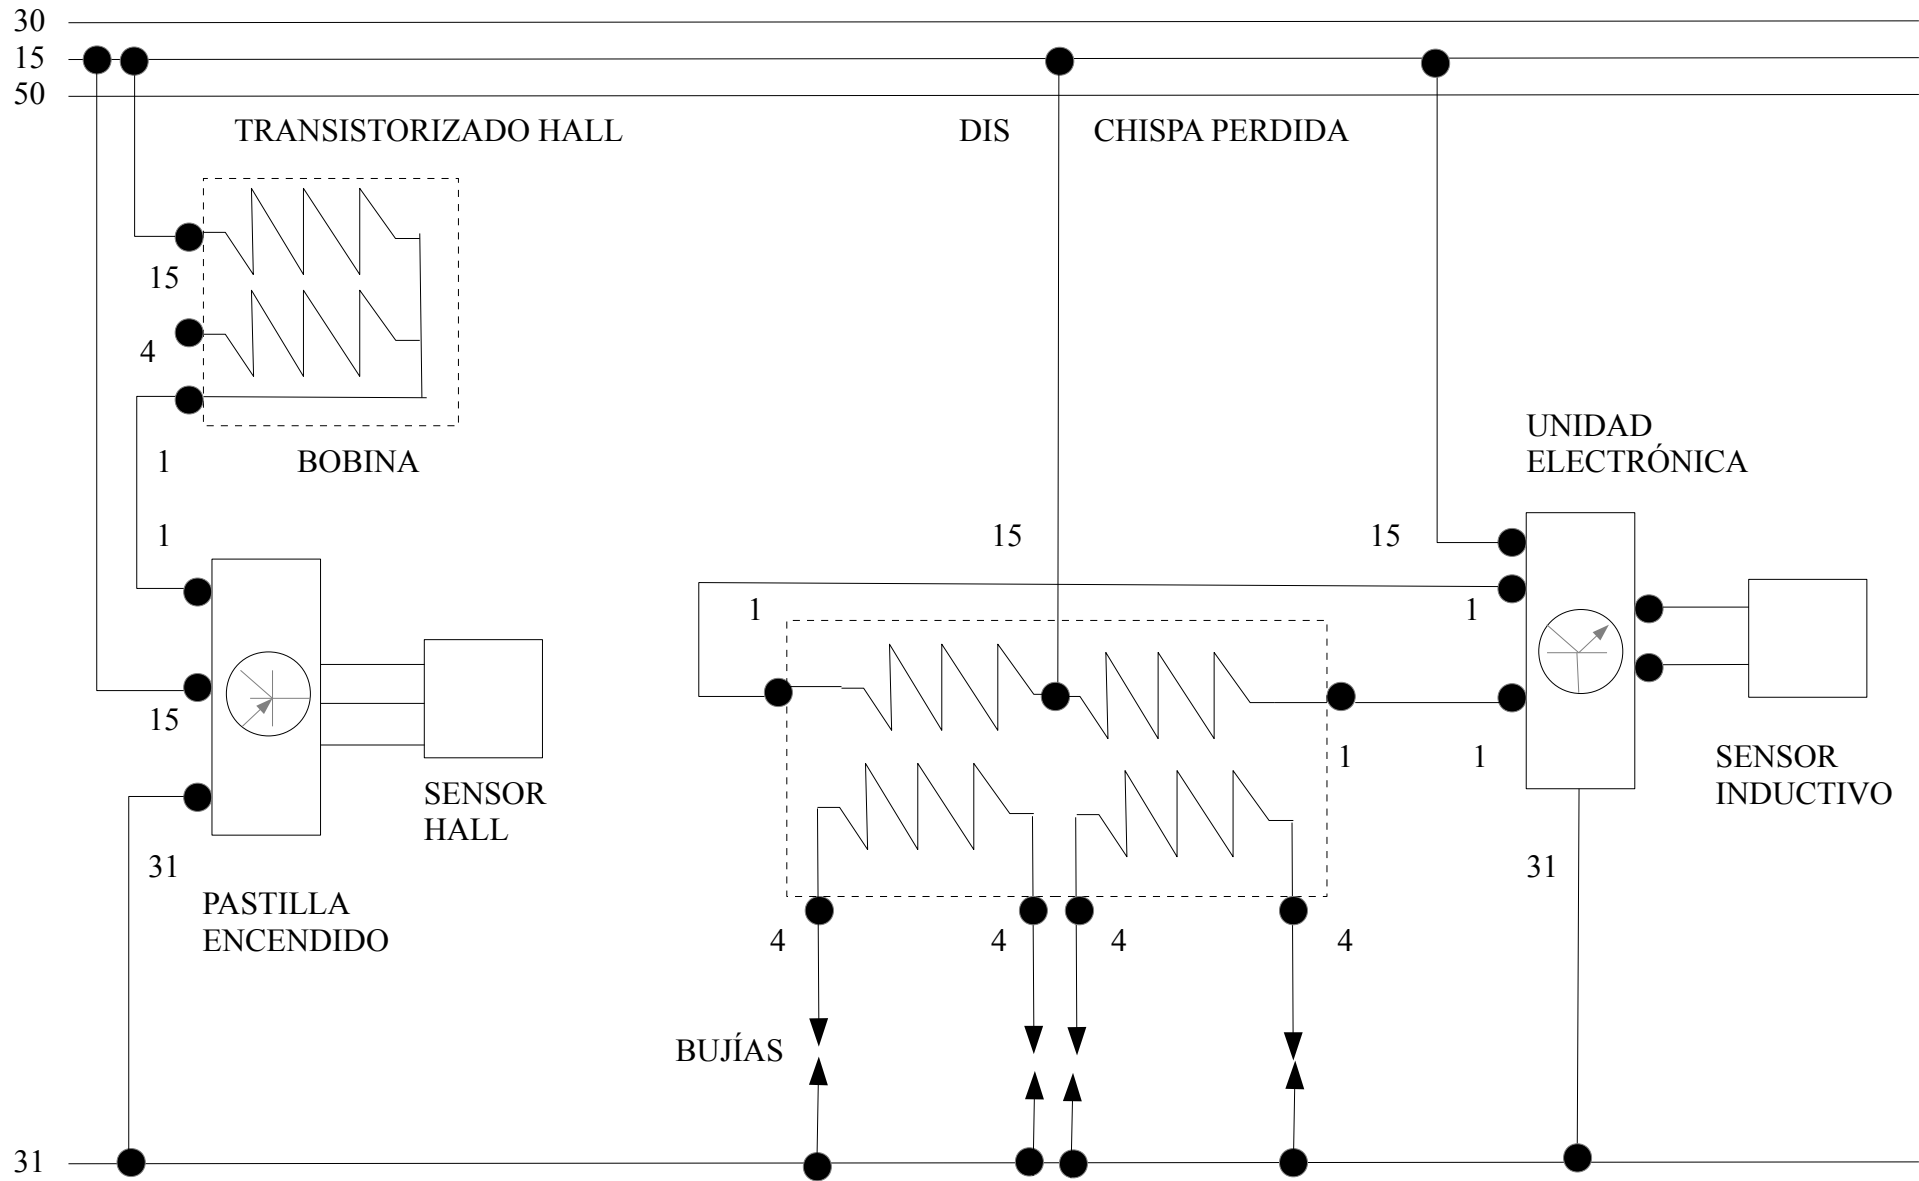 30
15
50
TRANSISTORIZADO HALL
DIS
CHISPA PERDIDA
15
4
1
BOBINA
1
15
31
SENSOR
HALL
PASTILLA
ENCENDIDO
15
1
1
4
4
4
4
BUJÍAS
UNIDAD
ELECTRÓNICA
15
1
1
31
SENSOR
INDUCTIVO
31